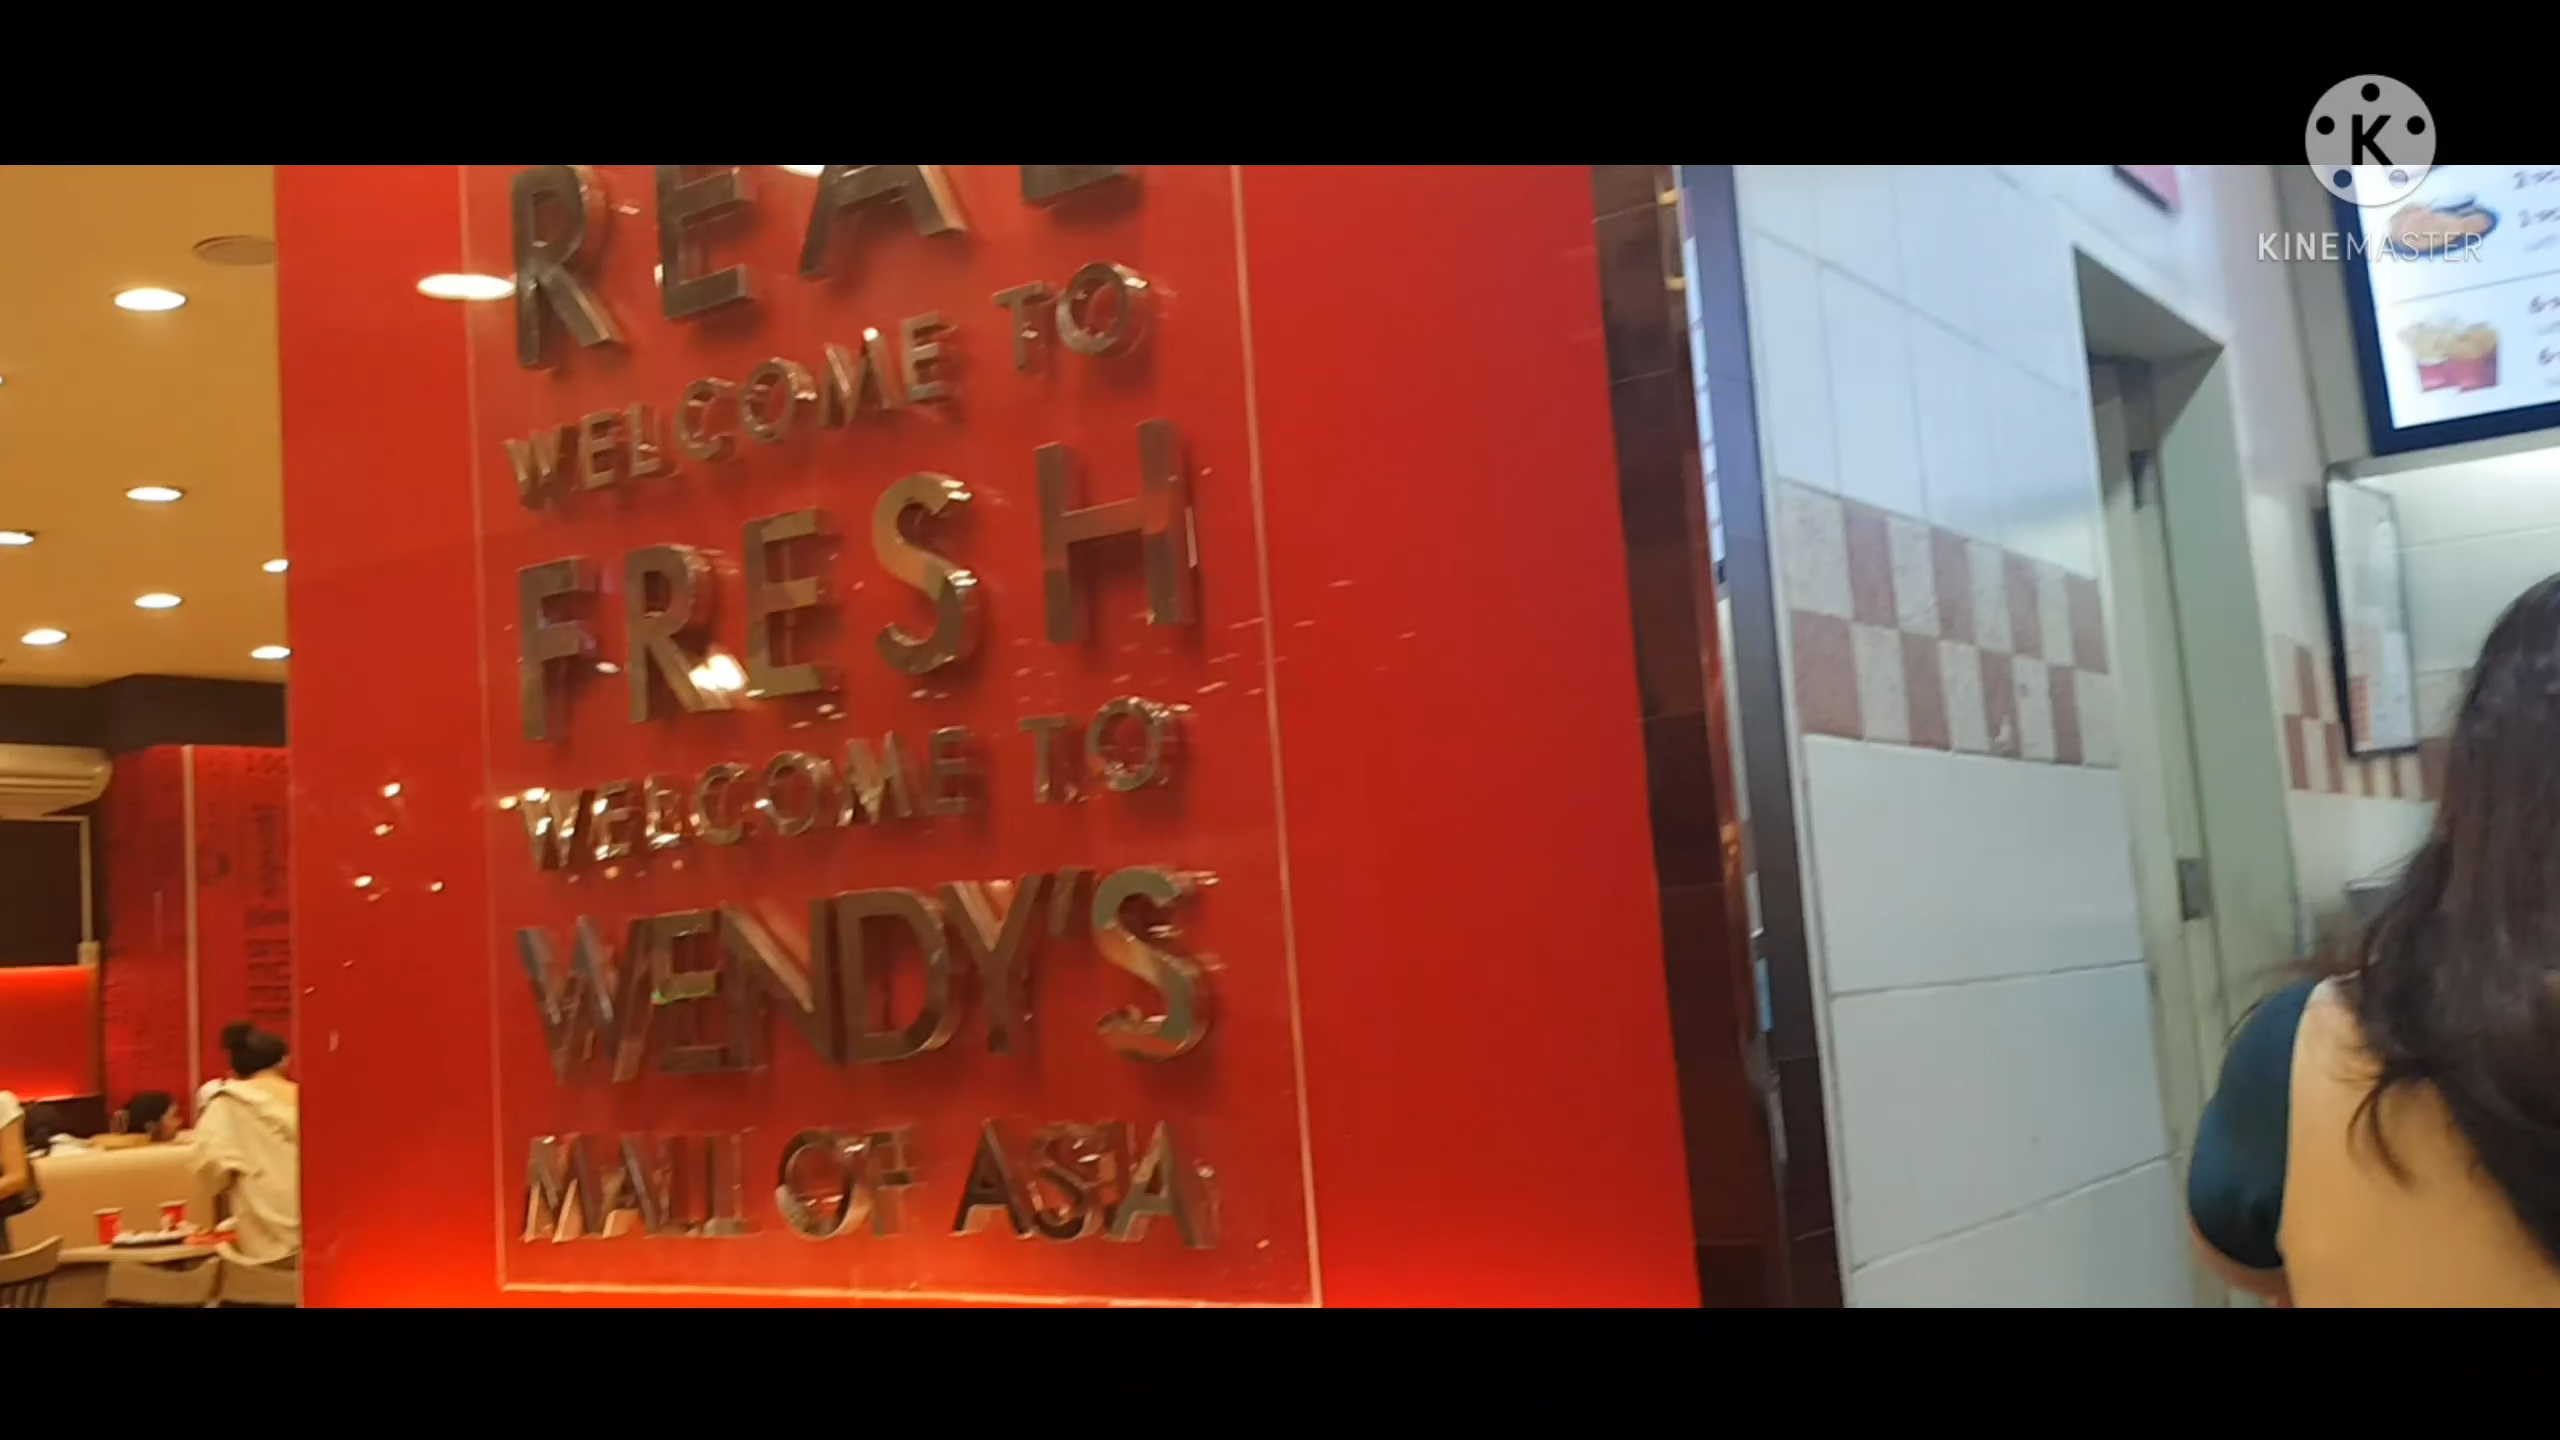 REAL
WELCOME TO
FRESH
WELCOME TO
WENDY'S
MALL OF ASIA
K
KINEMASTER